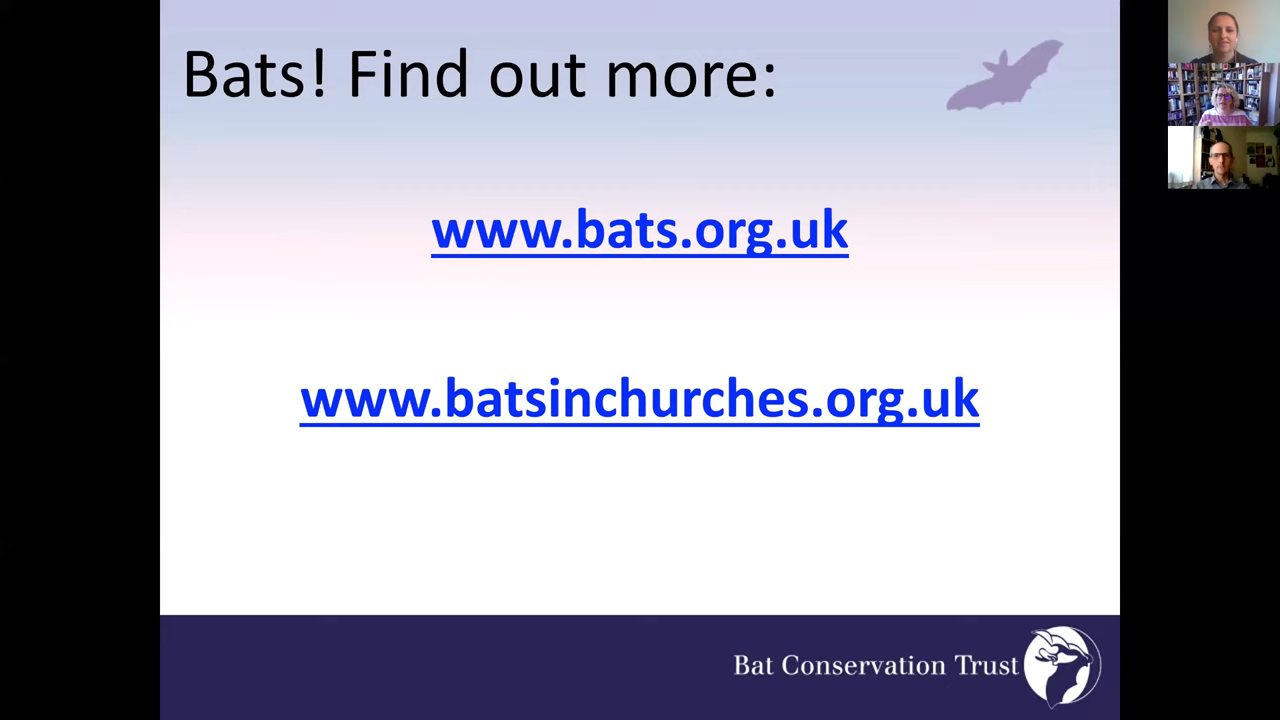 Bats! Find out more:
www.bats.org.uk
www.batsinchurches.org.uk
Bat Conservation Trust